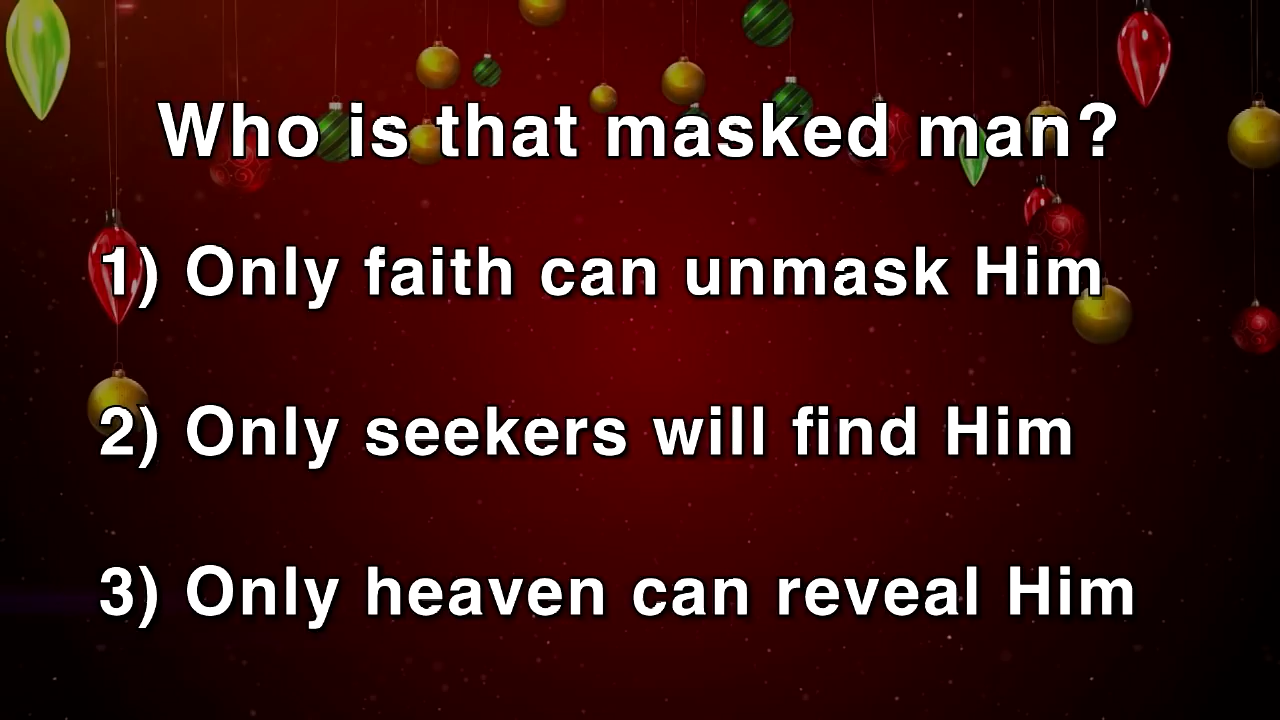 Who is that masked man?
1) Only faith can unmask Him
2) Only seekers will find Him
3) Only heaven can reveal Him